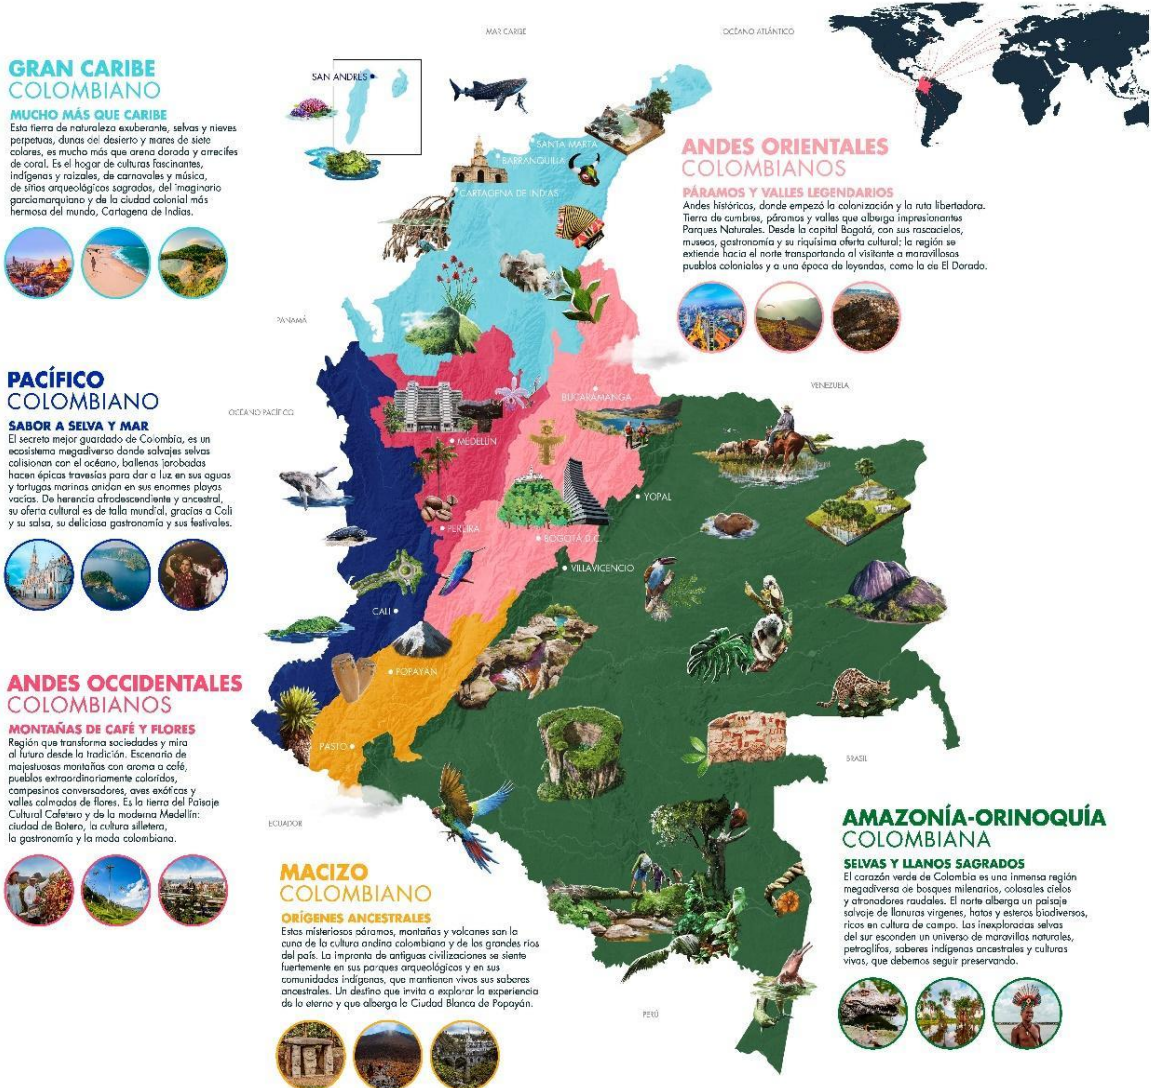 MAR CARIBE
OCÉANO ATLÁNTICO
GRAN CARIBE
COLOMBIANO
MUCHO MÁS QUE CARIBE
Esta tierra de naturaleza exuberante, selvas y nieves
perpetuas, dunas del desierto y mares de siete
colores, es mucho más que arena dorada y arrecifes
de coral. Es el hogar de culturas fascinantes,
indígenas y raizales, de carnavales y música,
de sitios arqueológicos sagrados, del imaginario
garciamarquiano y de la ciudad colonial más
hermosa del mundo, Cartagena de Indias.
SAN ANDRÉS
SANTA MARTA
BARRANQUILLA
CARTAGENA DE INDIAS
ANDES ORIENTALES
COLOMBIANOS
PÁRAMOS Y VALLES LEGENDARIOS
Andes históricos, donde empezó la colonización y la ruta libertadora.
Tierra de cumbres, páramos y valles que alberga impresionantes
Parques Naturales. Desde la capital Bogotá, con sus rascacielos,
museos, gastronomía y su riquísima oferta cultural; la región se
extiende hacia el norte transportando al visitante a maravillosos
pueblos coloniales y a una época de leyendas, como la de El Dorado.
PANAMÁ
VENEZUELA
OCÉANO PACÍFICO
PACÍFICO
COLOMBIANO
SABOR A SELVA Y MAR
El secreto mejor guardado de Colombia, es un
ecosistema megadiverso donde salvajes selvas
colisionan con el océano, ballenas jorobadas
hacen épicas travesías para dar a luz en sus aguas
y tortugas marinas anidan en sus enormes playas
vacías. De herencia afrodescendiente y ancestral,
su oferta cultural es de talla mundial, gracias a Cali
y su salsa, su deliciosa gastronomía y sus festivales.
BUCARAMANGA
MEDELLÍN
YOPAL
PEREIRA
BOGOTÁ D.C.
VILLAVICENCIO
CALI
POPAYÁN
PASTO
ANDES OCCIDENTALES
COLOMBIANOS
MONTAÑAS DE CAFÉ Y FLORES
Región que transforma sociedades y mira
al futuro desde la tradición. Escenario de
majestuosas montañas con aroma a café,
pueblos extraordinariamente coloridos,
campesinos conversadores, aves exóticas y
valles colmados de flores. Es la tierra del Paisaje
Cultural Cafetero y de la moderna Medellín:
ciudad de Botero, la cultura silletera,
la gastronomía y la moda colombiana.
BRASIL
ECUADOR
PERÚ
MACIZO
COLOMBIANO
ORÍGENES ANCESTRALES
Estos misteriosos páramos, montañas y volcanes son la
cuna de la cultura andina colombiana y de los grandes ríos
del país. La impronta de antiguas civilizaciones se siente
fuertemente en sus parques arqueológicos y en sus
comunidades indígenas, que mantienen vivos sus saberes
ancestrales. Un destino que invita a explorar la experiencia
de lo eterno y que alberga la Ciudad Blanca de Popayán.
AMAZONÍA-ORINOQUÍA
COLOMBIANA
SELVAS Y LLANOS SAGRADOS
El corazón verde de Colombia es una inmensa región
megadiversa de bosques milenarios, colosales cielos
y atronadores raudales. El norte alberga un paisaje
salvaje de llanuras vírgenes, hatos y esteros biodiversos,
ricos en cultura de campo. Las inexploradas selvas
del sur esconden un universo de maravillas naturales,
petroglifos, saberes indígenas ancestrales y culturas
vivas, que debemos seguir preservando.